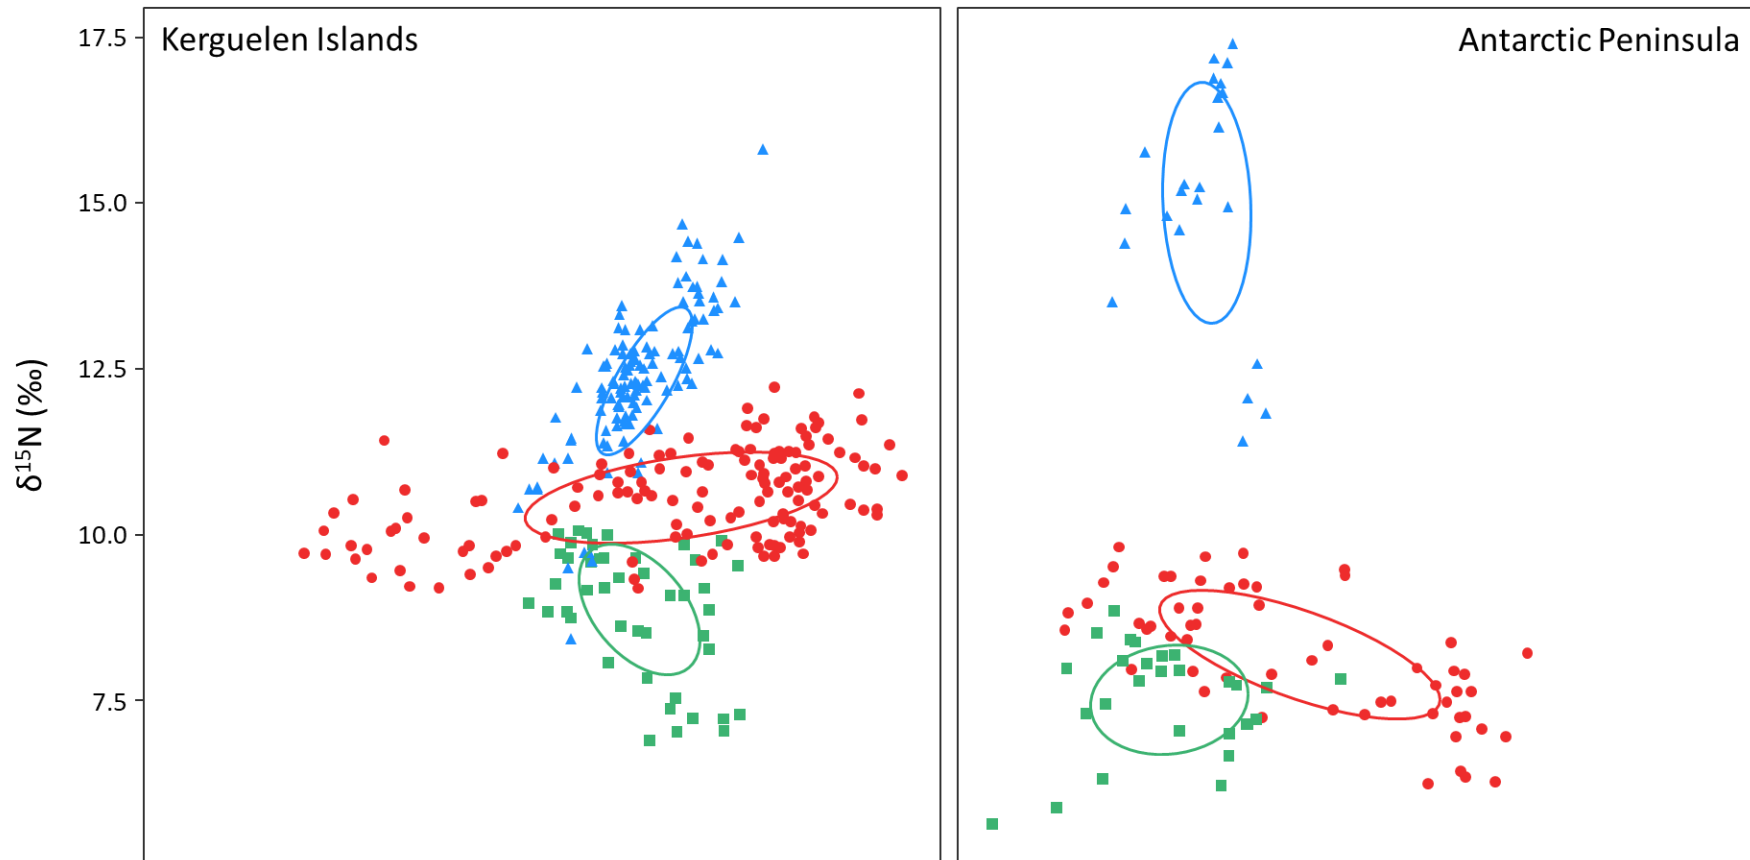 Kerguelen Islands
Antarctic Peninsula
17.5
15.0
12.5
10.0
7.5
δ¹⁵N (‰)